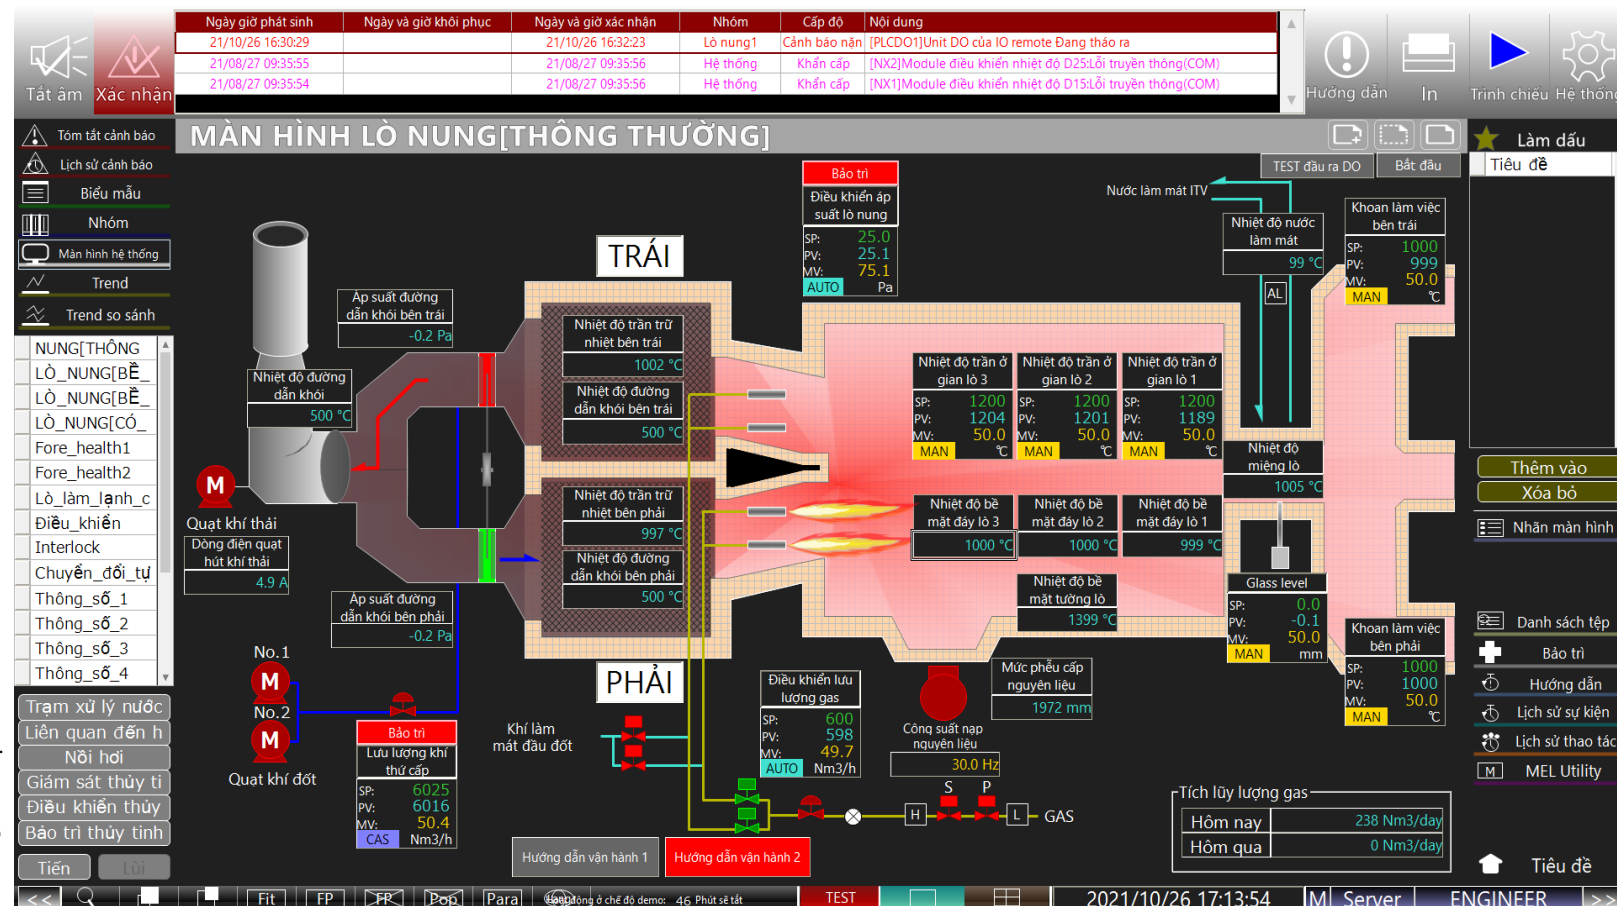 Ngày giờ phát sinh Ngày và giờ khôi phục Ngày và giờ xác nhận Nhóm Cấp độ Nội dung
21/10/26 16:30:29 21/10/26 16:32:23 Lò nung1 Cảnh báo nặn [PLCDO1]Unit DO của IO remote Đang tháo ra
21/08/27 09:35:55 21/08/27 09:35:56 Hệ thống Khẩn cấp [NX2]Module điều khiển nhiệt độ D25:Lỗi truyền thông(COM)
21/08/27 09:35:54 21/08/27 09:35:56 Hệ thống Khẩn cấp [NX1]Module điều khiển nhiệt độ D15:Lỗi truyền thông(COM)
Tắt âm Xác nhận
Hướng dẫn In Trình chiếu Hệ thống
MÀN HÌNH LÒ NUNG[THÔNG THƯỜNG]
Tóm tắt cảnh báo
Lịch sử cảnh báo
Biểu mẫu
Nhóm
Màn hình hệ thống
Trend
Trend so sánh
NUNG[THÔNG
LÒ_NUNG[BỀ_
LÒ_NUNG[BỀ_
LÒ_NUNG[CÓ_
Fore_health1
Fore_health2
Lò_làm_lạnh_c
Điều_khiển
Interlock
Chuyển_đổi_tự
Thông_số_1
Thông_số_2
Thông_số_3
Thông_số_4
Trạm xử lý nước
Liên quan đến h
Nồi hơi
Giám sát thủy ti
Điều khiển thủy
Bảo trì thủy tinh
Tiến Lùi
TEST đầu ra DO Bắt đầu
Nước làm mát ITV
Bảo trì
Điều khiển áp
suất lò nung
SP: 25.0
PV: 25.1
MV: 75.1
AUTO Pa
Nhiệt độ nước
làm mát
99 °C
AL
Khoan làm việc
bên trái
SP: 1000
PV: 999
MV: 50.0
MAN ℃
TRÁI
Áp suất đường
dẫn khói bên trái
-0.2 Pa
Nhiệt độ trần trữ
nhiệt bên trái
1002 °C
Nhiệt độ đường
dẫn khói bên trái
500 °C
Nhiệt độ đường
dẫn khói
500 °C
Nhiệt độ trần ở
gian lò 3
SP: 1200
PV: 1204
MV: 50.0
MAN ℃
Nhiệt độ trần ở
gian lò 2
SP: 1200
PV: 1201
MV: 50.0
MAN ℃
Nhiệt độ trần ở
gian lò 1
SP: 1200
PV: 1189
MV: 50.0
MAN ℃
Nhiệt độ
miệng lò
1005 °C
M
Quạt khí thải
Dòng điện quạt
hút khí thải
4.9 A
Nhiệt độ trần trữ
nhiệt bên phải
997 °C
Nhiệt độ đường
dẫn khói bên phải
500 °C
Nhiệt độ bề
mặt đáy lò 3
1000 °C
Nhiệt độ bề
mặt đáy lò 2
1000 °C
Nhiệt độ bề
mặt đáy lò 1
999 °C
Nhiệt độ bề
mặt tường lò
1399 °C
Glass level
SP: 0.0
PV: -0.1
MV: 50.0
MAN mm
Khoan làm việc
bên phải
SP: 1000
PV: 1000
MV: 50.0
MAN ℃
Áp suất đường
dẫn khói bên phải
-0.2 Pa
No.1
M
No.2
M
Quạt khí đốt
PHẢI
Bảo trì
Lưu lượng khí
thứ cấp
SP: 6025
PV: 6016
MV: 50.4
CAS Nm3/h
Khí làm
mát đầu đốt
Điều khiển lưu
lượng gas
SP: 600
PV: 598
MV: 49.7
AUTO Nm3/h
Mức phễu cấp
nguyên liệu
1972 mm
Công suất nạp
nguyên liệu
30.0 Hz
S P
H L GAS
Tích lũy lượng gas
Hôm nay 238 Nm3/day
Hôm qua 0 Nm3/day
Hướng dẫn vận hành 1 Hướng dẫn vận hành 2
Làm dấu
Tiêu đề
Thêm vào
Xóa bỏ
Nhãn màn hình
Danh sách tệp
Bảo trì
Hướng dẫn
Lịch sử sự kiện
Lịch sử thao tác
M MEL Utility
Tiêu đề
<< Fit FP FP Pop Para động ở chế độ demo: 46 Phút sẽ tắt TEST 2021/10/26 17:13:54 M Server ENGINEER >>